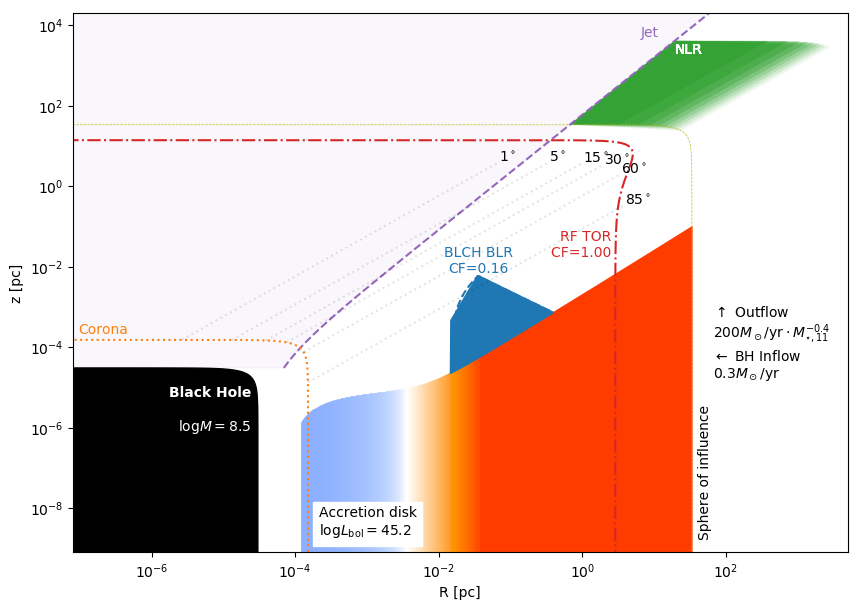 10^4
10^2
10^0
10^-2
10^-4
10^-6
10^-8
z [pc]
Jet
NLR
1° 5° 15° 30°
60°
85°
RF TOR
CF=1.00
BLCH BLR
CF=0.16
Corona
Black Hole
log M = 8.5
↑ Outflow
200M_⊙/yr · M_{⋆,11}^{-0.4}
← BH Inflow
0.3M_⊙/yr
Sphere of influence
Accretion disk
log L_bol = 45.2
10^-6 10^-4 10^-2 10^0 10^2
R [pc]